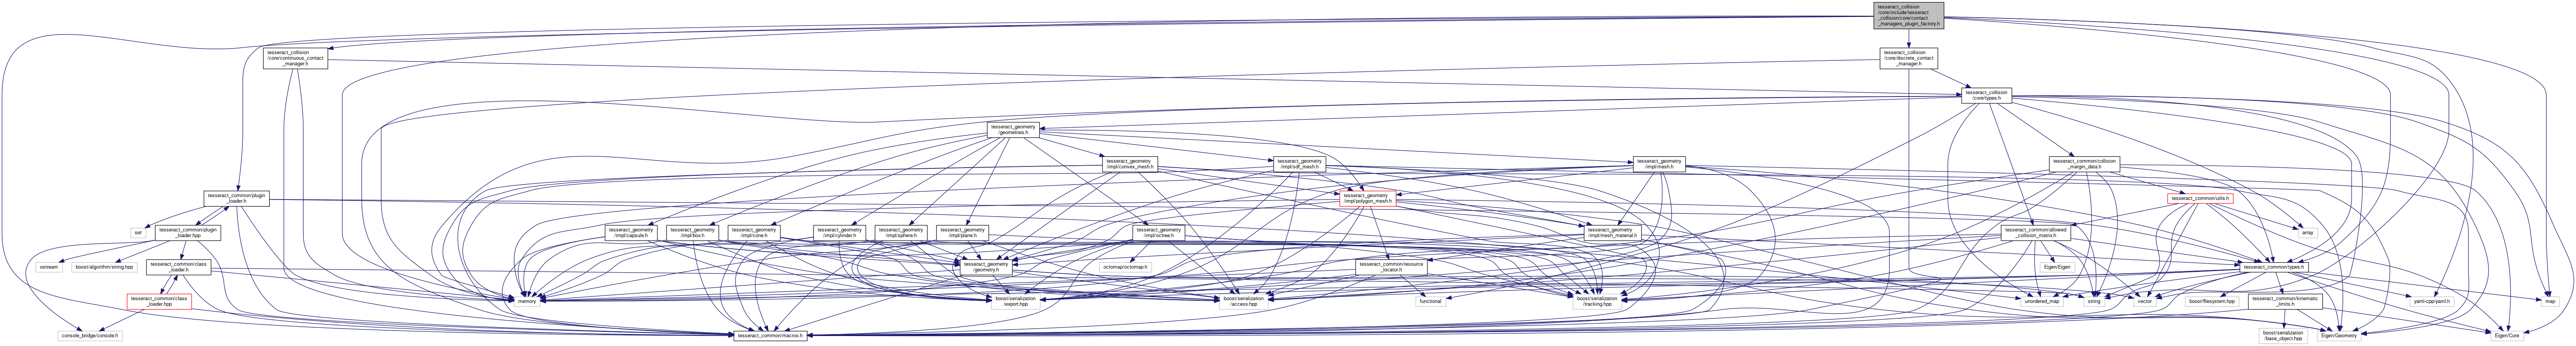 tesseract_collision
/core/include/tesseract
_collision/core/contact
_managers_plugin_factory.h
tesseract_collision
/core/continuous_contact
_manager.h
tesseract_collision
/core/discrete_contact
_manager.h
tesseract_collision
/core/types.h
tesseract_geometry
/geometries.h
tesseract_geometry
/impl/convex_mesh.h
tesseract_geometry
/impl/sdf_mesh.h
tesseract_geometry
/impl/mesh.h
tesseract_common/collision
_margin_data.h
tesseract_common/plugin
_loader.h
tesseract_geometry
/impl/polygon_mesh.h
tesseract_common/utils.h
set
tesseract_common/plugin
_loader.hpp
tesseract_geometry
/impl/capsule.h
tesseract_geometry
/impl/box.h
tesseract_geometry
/impl/cone.h
tesseract_geometry
/impl/cylinder.h
tesseract_geometry
/impl/sphere.h
tesseract_geometry
/impl/plane.h
tesseract_geometry
/impl/octree.h
tesseract_geometry
/impl/mesh_material.h
tesseract_common/allowed
_collision_matrix.h
array
sstream
boost/algorithm/string.hpp
tesseract_common/class
_loader.h
tesseract_geometry
/geometry.h
octomap/octomap.h
tesseract_common/resource
_locator.h
Eigen/Eigen
tesseract_common/types.h
tesseract_common/class
_loader.hpp
memory
boost/serialization
/export.hpp
boost/serialization
/access.hpp
functional
boost/serialization
/tracking.hpp
unordered_map
string
vector
boost/filesystem.hpp
tesseract_common/kinematic
_limits.h
yaml-cpp/yaml.h
map
console_bridge/console.h
tesseract_common/macros.h
boost/serialization
/base_object.hpp
Eigen/Geometry
Eigen/Core